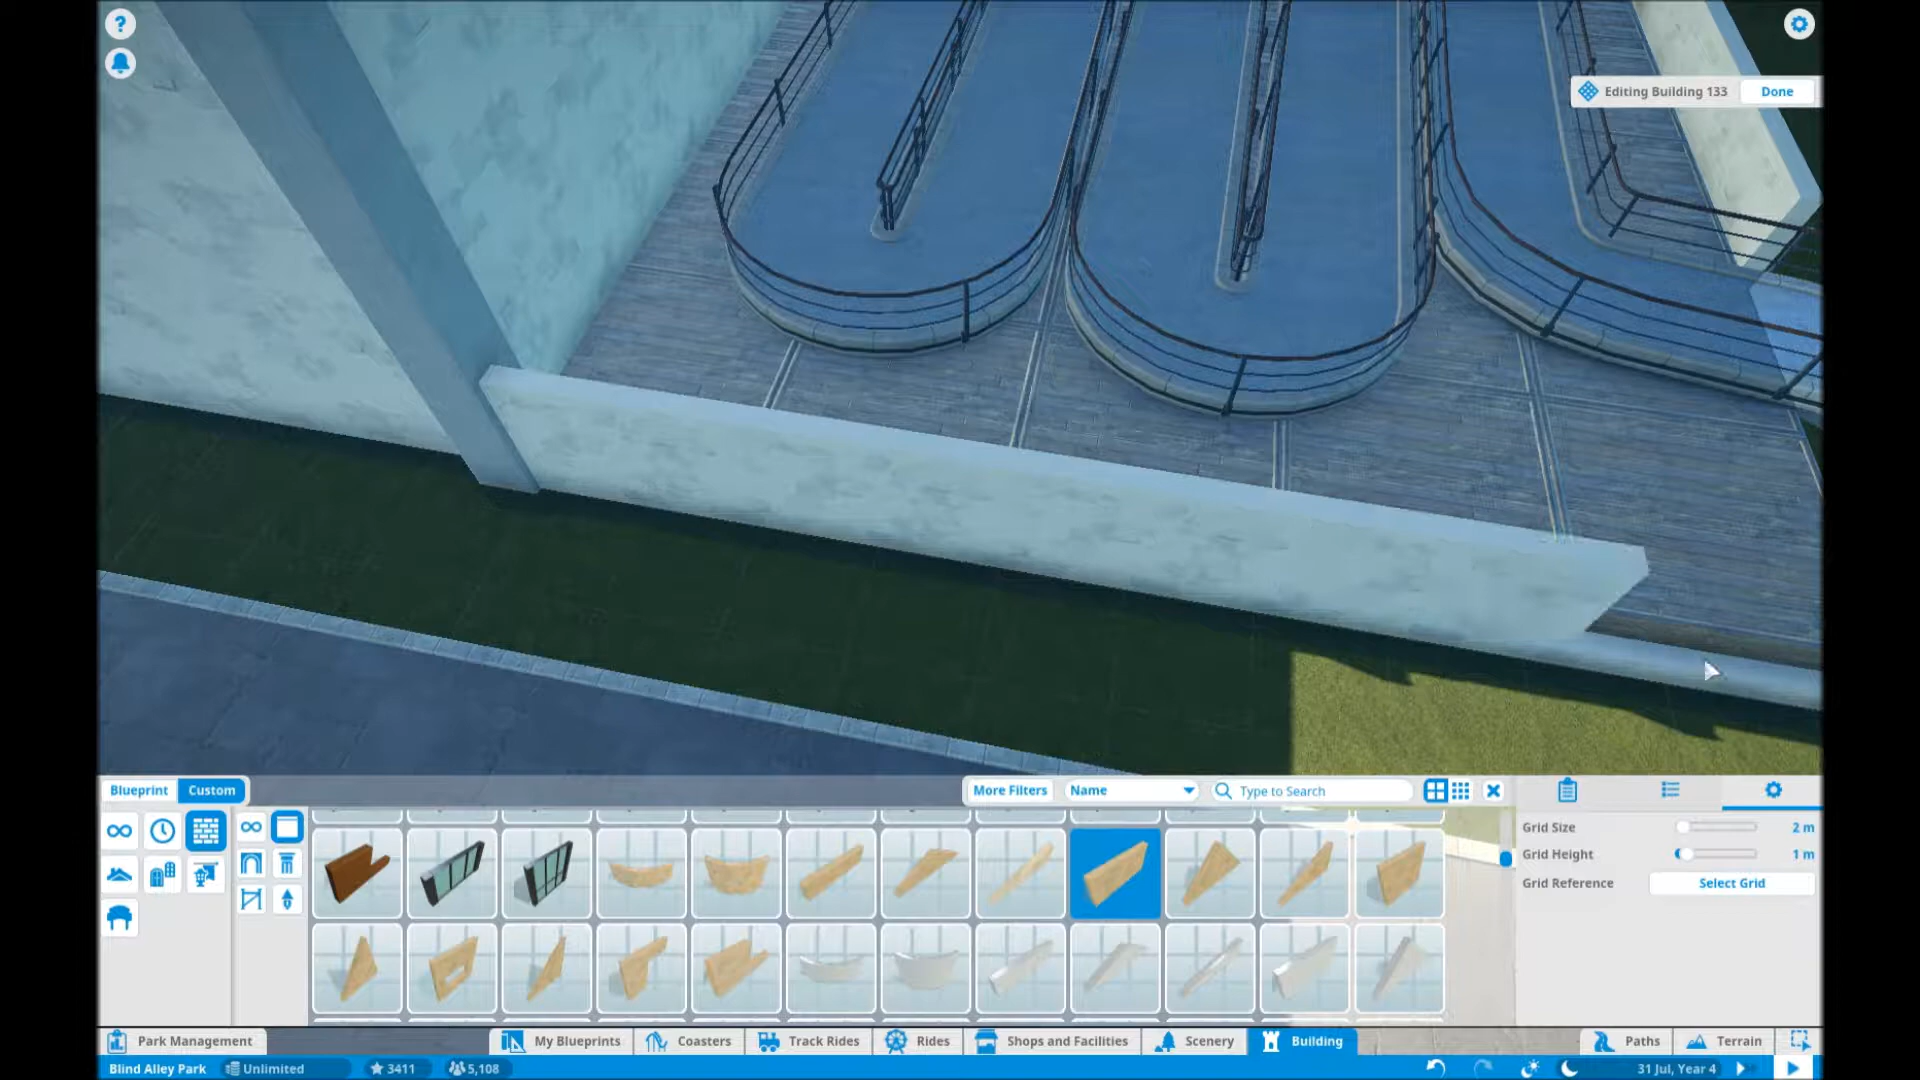 ?
Editing Building 133 Done
Blueprint Custom More Filters Name Type to Search
Grid Size 2 m
Grid Height 1 m
Grid Reference Select Grid
Park Management My Blueprints Coasters Track Rides Rides Shops and Facilities Scenery Building Paths Terrain
Blind Alley Park Unlimited 3411 5,108 31 Jul, Year 4